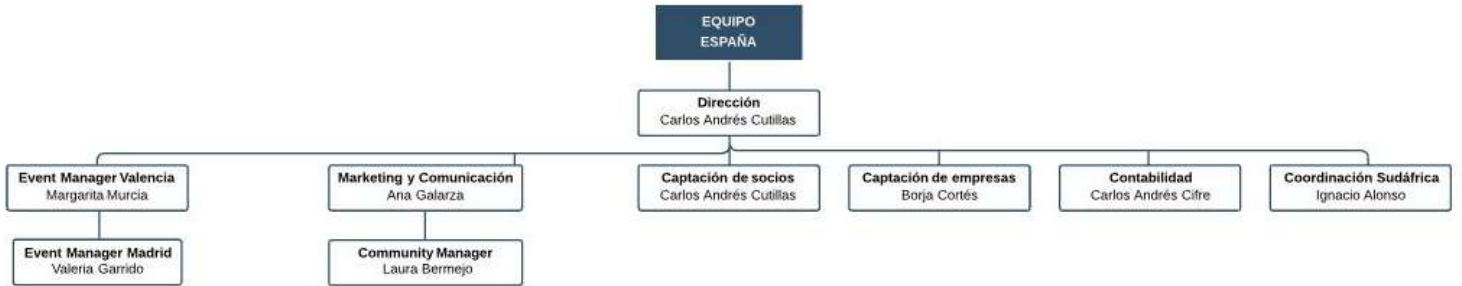 EQUIPO
ESPAÑA
Dirección
Carlos Andrés Cutillas
Event Manager Valencia
Margarita Murcia
Marketing y Comunicación
Ana Galarza
Captación de socios
Carlos Andrés Cutillas
Captación de empresas
Borja Cortés
Contabilidad
Carlos Andrés Cifre
Coordinación Sudáfrica
Ignacio Alonso
Event Manager Madrid
Valeria Garrido
Community Manager
Laura Bermejo